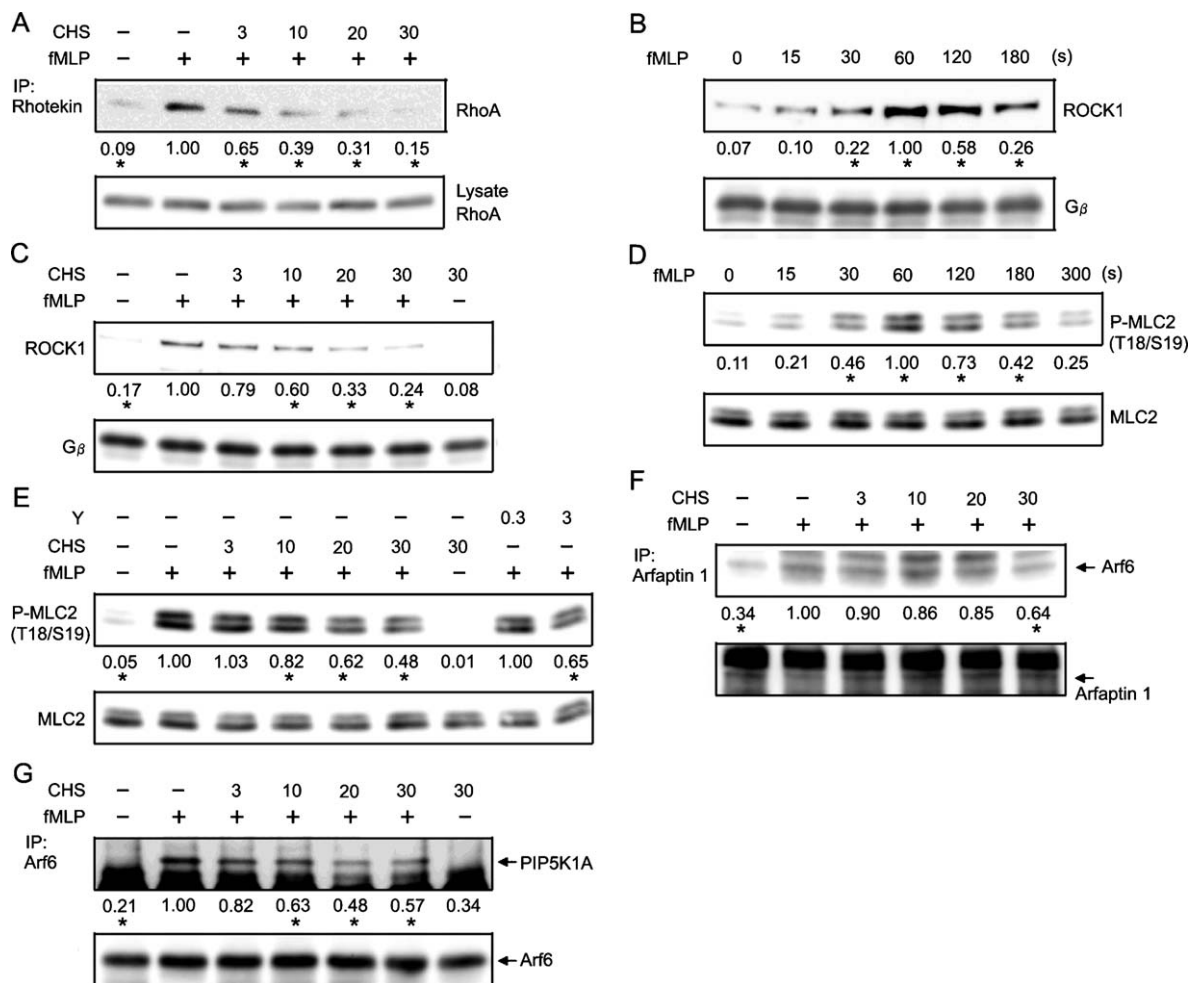 A
CHS – – 3 10 20 30
fMLP – + + + + +
IP:
Rhotekin
RhoA
0.09 1.00 0.65 0.39 0.31 0.15
* * * * *
Lysate
RhoA
B
fMLP 0 15 30 60 120 180 (s)
ROCK1
0.07 0.10 0.22 1.00 0.58 0.26
* * * *
Gβ
C
CHS – – 3 10 20 30 30
fMLP – + + + + + –
ROCK1
0.17 1.00 0.79 0.60 0.33 0.24 0.08
* * * *
Gβ
D
fMLP 0 15 30 60 120 180 300 (s)
P-MLC2
(T18/S19)
0.11 0.21 0.46 1.00 0.73 0.42 0.25
* * * *
MLC2
E
Y – – – – – – – 0.3 3
CHS – – 3 10 20 30 30 – –
fMLP – + + + + + – + +
P-MLC2
(T18/S19)
0.05 1.00 1.03 0.82 0.62 0.48 0.01 1.00 0.65
* * * * *
MLC2
F
CHS – – 3 10 20 30
fMLP – + + + + +
IP:
Arfaptin 1
← Arf6
0.34 1.00 0.90 0.86 0.85 0.64
* *
← Arfaptin 1
G
CHS – – 3 10 20 30 30
fMLP – + + + + + –
IP:
Arf6
← PIP5K1A
0.21 1.00 0.82 0.63 0.48 0.57 0.34
* * * *
← Arf6